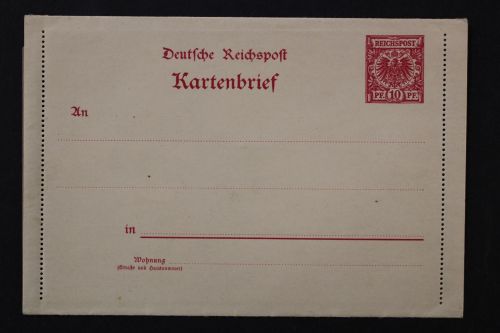 Deutsche Reichspost
REICHSPOST
Kartenbrief
PF. 10 PF.
An
in
Wohnung
(Straße und Hausnummer)